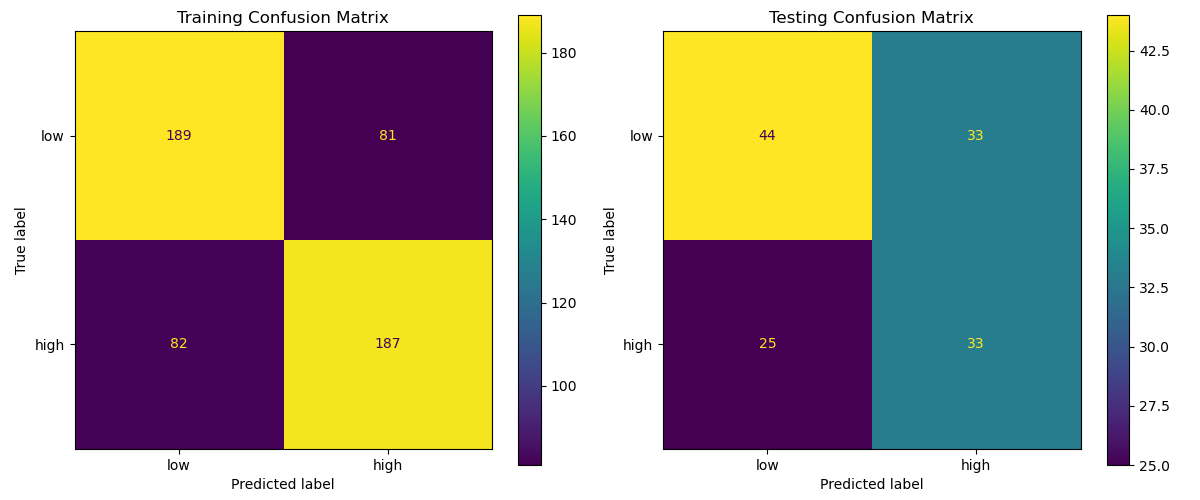 Training Confusion Matrix
True label
low
high
189
81
82
187
low
high
Predicted label
180
160
140
120
100
Testing Confusion Matrix
True label
low
high
44
33
25
33
low
high
Predicted label
42.5
40.0
37.5
35.0
32.5
30.0
27.5
25.0